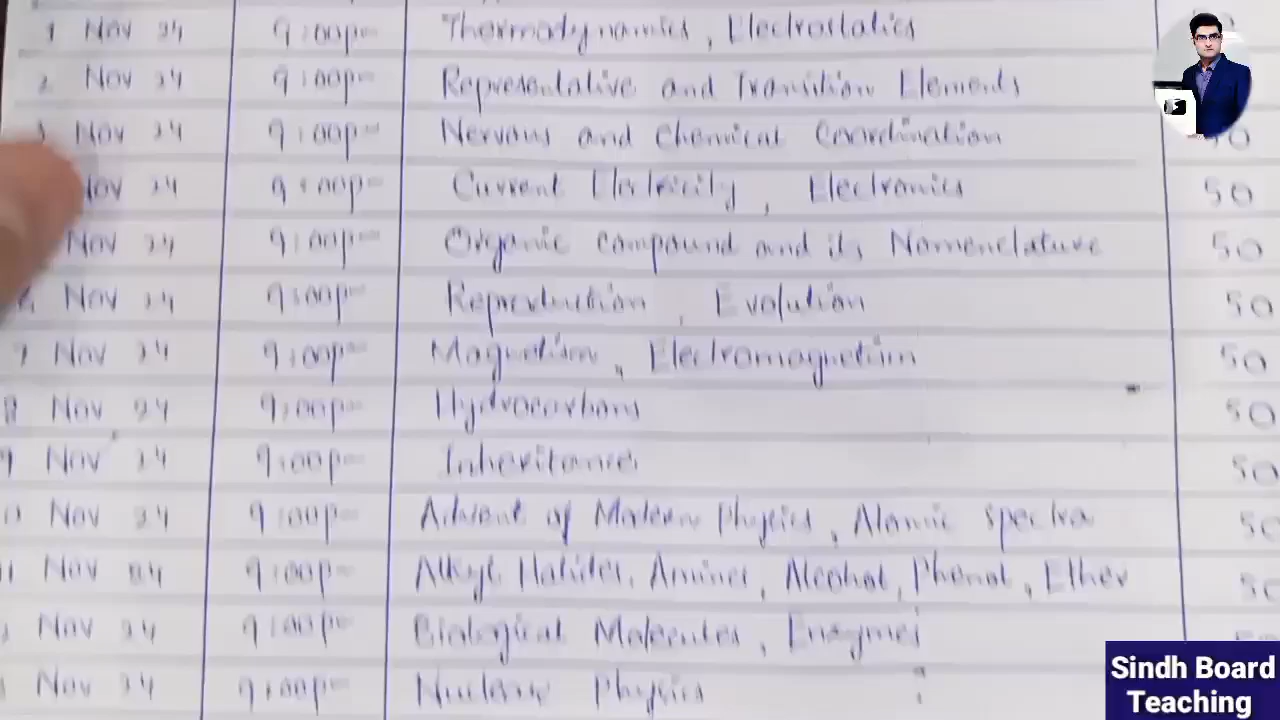 1 Nov 24 9:00pm Thermodynamics, Electrostatics
2 Nov 24 9:00pm Representative and Transition Elements
3 Nov 24 9:00pm Nervous and Chemical Coordination
Nov 24 9:00pm Current Electricity, Electronics 50
Nov 24 9:00pm Organic compound and its Nomenclature 50
6 Nov 24 9:00pm Reproduction, Evolution 50
7 Nov 24 9:00pm Magnetism, Electromagnetism 50
8 Nov 24 9:00pm Hydrocarbons 50
9 Nov 24 9:00pm Inheritance 50
Nov 24 9:00pm Advent of Modern Physics, Atomic Spectra 50
Nov 24 9:00pm Alkyl Halides, Amines, Alcohol, Phenol, Ether 50
Nov 24 9:00pm Biological Molecules, Enzymes
Nov 24 9:00pm Nuclear Physics
Sindh Board
Teaching